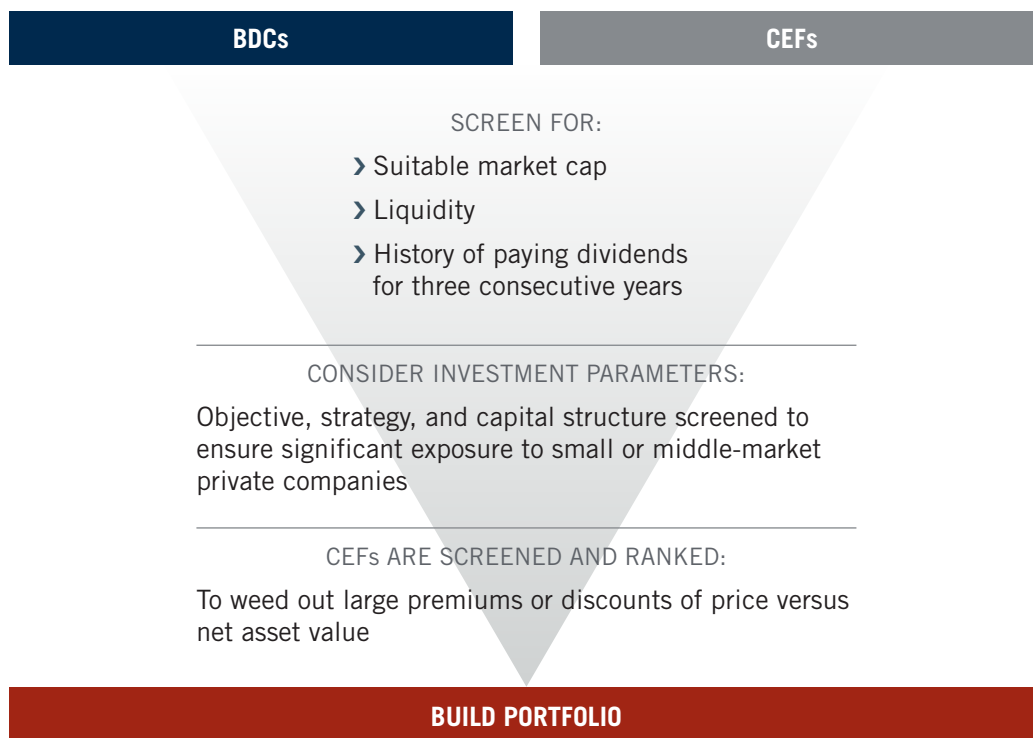 BDCs
CEFs
SCREEN FOR:
› Suitable market cap
› Liquidity
› History of paying dividends
for three consecutive years
CONSIDER INVESTMENT PARAMETERS:
Objective, strategy, and capital structure screened to
ensure significant exposure to small or middle-market
private companies
CEFs ARE SCREENED AND RANKED:
To weed out large premiums or discounts of price versus
net asset value
BUILD PORTFOLIO